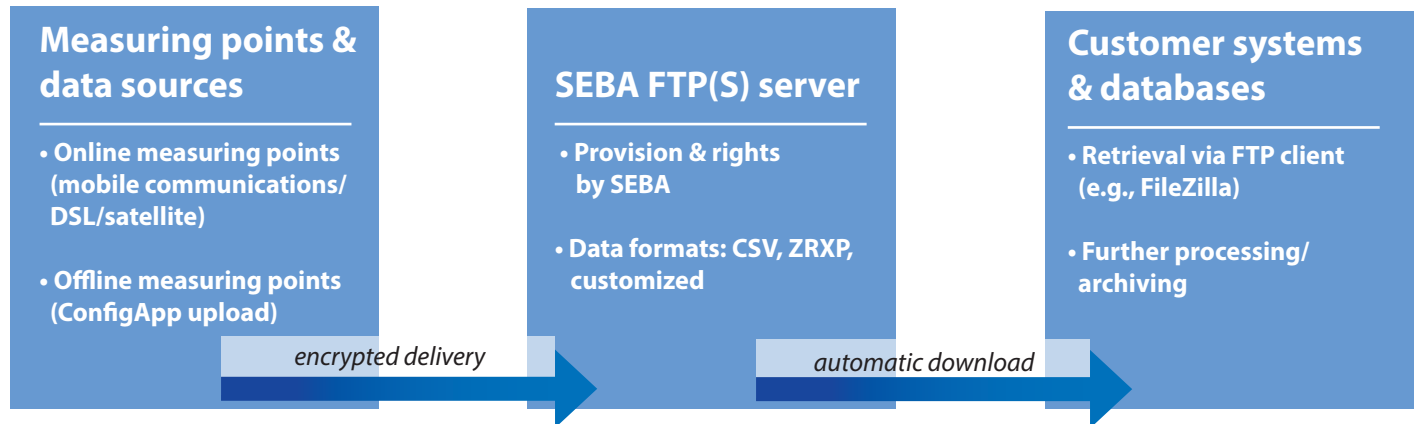 Measuring points &
data sources
• Online measuring points
(mobile communications/
DSL/satellite)
• Offline measuring points
(ConfigApp upload)
encrypted delivery
SEBA FTP(S) server
• Provision & rights
by SEBA
• Data formats: CSV, ZRXP,
customized
automatic download
Customer systems
& databases
• Retrieval via FTP client
(e.g., FileZilla)
• Further processing/
archiving